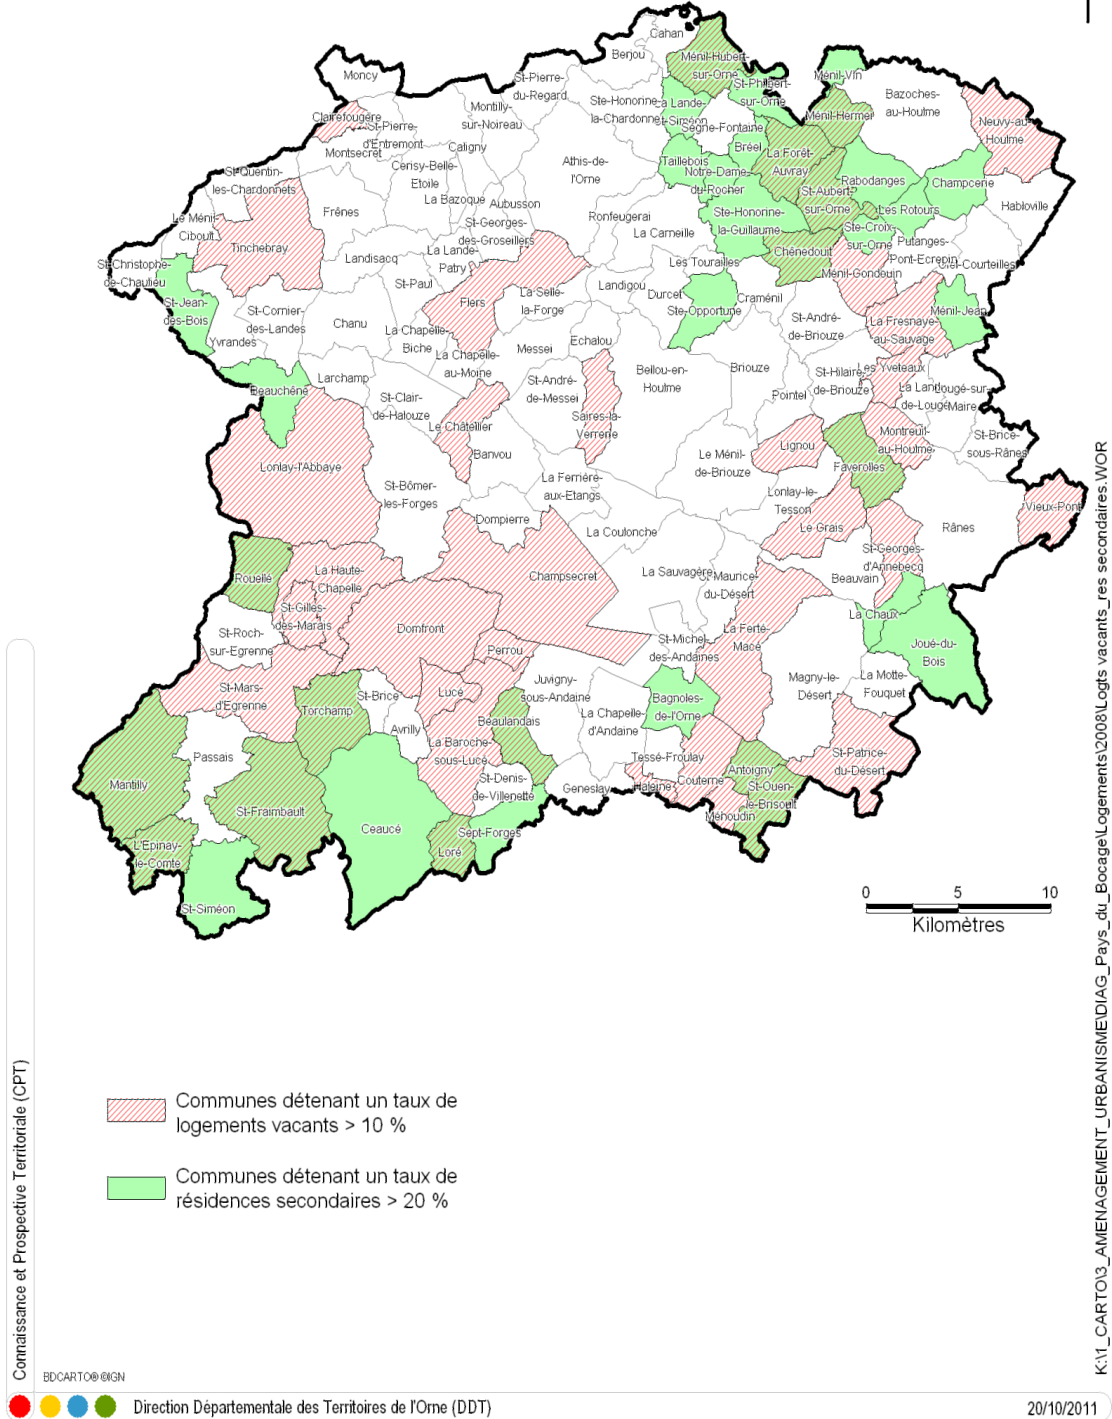 Cahan
Berjou
Ménil-Hubert-
sur-Orne
Moncy
St-Pierre-
du-Regard
St-Philbert-
sur-Orne
Ménil-Vin
Bazoches-
au-Houlme
Ste-Honorine-
la-Chardonne
La Lande-
St-Siméon
Ménil-Hermei
Neuvy-au-
Houlme
Clairefougère
St-Pierre-
d'Entremont
Montilly-
sur-Noireau
Ségrie-Fontaine
Caligny
Montsecret
Bréel
La Forêt-
Auvray
Cerisy-Belle-
Etoile
Athis-de-
l'Orne
Taillebois
Notre-Dame-
du-Rocher
Rabodanges
Champcerie
St-Quentin-
les-Chardonnets
La Bazoque
Aubusson
St-Aubert-
sur-Orne
Les Rotours
Habloville
Le Ménil-
Ciboult
Frênes
St-Georges-
des-Groseillers
Ronfeugerai
La Carneille
Ste-Honorine-
la-Guillaume
Ste-Croix-
sur-Orne
Putanges-
Pont-Ecrepin
Tinchebray
Landisacq
La Lande-
Patry
Les Tourailles
Chênedouit
Ménil-Gondouin
Giel-Courteilles
St-Christophe-
de-Chaulieu
St-Paul
Flers
La Selle-
la-Forge
Landigou
Durcet
Ste-Opportune
Craménil
St-Jean-
des-Bois
St-Cornier-
des-Landes
Chanu
La Chapelle-
Biche
St-André-
de-Briouze
La Fresnaye-
au-Sauvage
Ménil-Jean
Yvrandes
La Chapelle-
au-Moine
Messei
Echalou
Bellou-en-
Houlme
Briouze
St-Hilaire-
de-Briouze
Les Yveteaux
Beauchêne
Larchamp
St-Clair-
de-Halouze
St-André-
de-Messei
Saires-la-
Verrerie
Pointel
La Lande-
de-Lougé
Lougé-sur-
Maire
Le Châtellier
Lignou
Montreuil-
au-Houlme
St-Brice-
sous-Rânes
Lonlay-l'Abbaye
Banvou
Le Ménil-
de-Briouze
Faverolles
St-Bômer-
les-Forges
La Ferrière-
aux-Etangs
Lonlay-le-
Tesson
Vieux-Pont
Dompierre
La Coulonche
Le Grais
Rânes
Rouellé
La Haute-
Chapelle
Champsecret
La Sauvagère
St-Maurice-
du-Désert
Beauvain
St-Georges-
d'Annebecq
St-Gilles-
des-Marais
Domfront
La Ferté-
Macé
La Chaux
Joué-du-
Bois
St-Roch-
sur-Egrenne
Perrou
St-Michel-
des-Andaines
St-Mars-
d'Egrenne
Torchamp
St-Brice
Lucé
Juvigny-
sous-Andaine
Bagnoles-
de-l'Orne
Magny-le-
Désert
La Motte-
Fouquet
Avrilly
Beaulandais
La Chapelle-
d'Andaine
Passais
La Baroche-
sous-Lucé
Tessé-Froulay
St-Patrice-
du-Désert
Mantilly
St-Denis-
de-Villenette
Geneslay
Haleine
Couterne
Antoigny
St-Ouen-
le-Brisoult
St-Fraimbault
Ceaucé
Sept-Forges
Méhoudin
L'Epinay-
le-Comte
Loré
St-Siméon
0 5 10
Kilomètres
Communes détenant un taux de
logements vacants > 10 %
Communes détenant un taux de
résidences secondaires > 20 %
Connaissance et Prospective Territoriale (CPT)
K:\1_CARTO\3_AMENAGEMENT_URBANISME\DIAG_Pays_du_Bocage\Logements\2008\Logts vacants_res secondaires.WOR
BDCARTO® ©IGN
Direction Départementale des Territoires de l'Orne (DDT)
20/10/2011